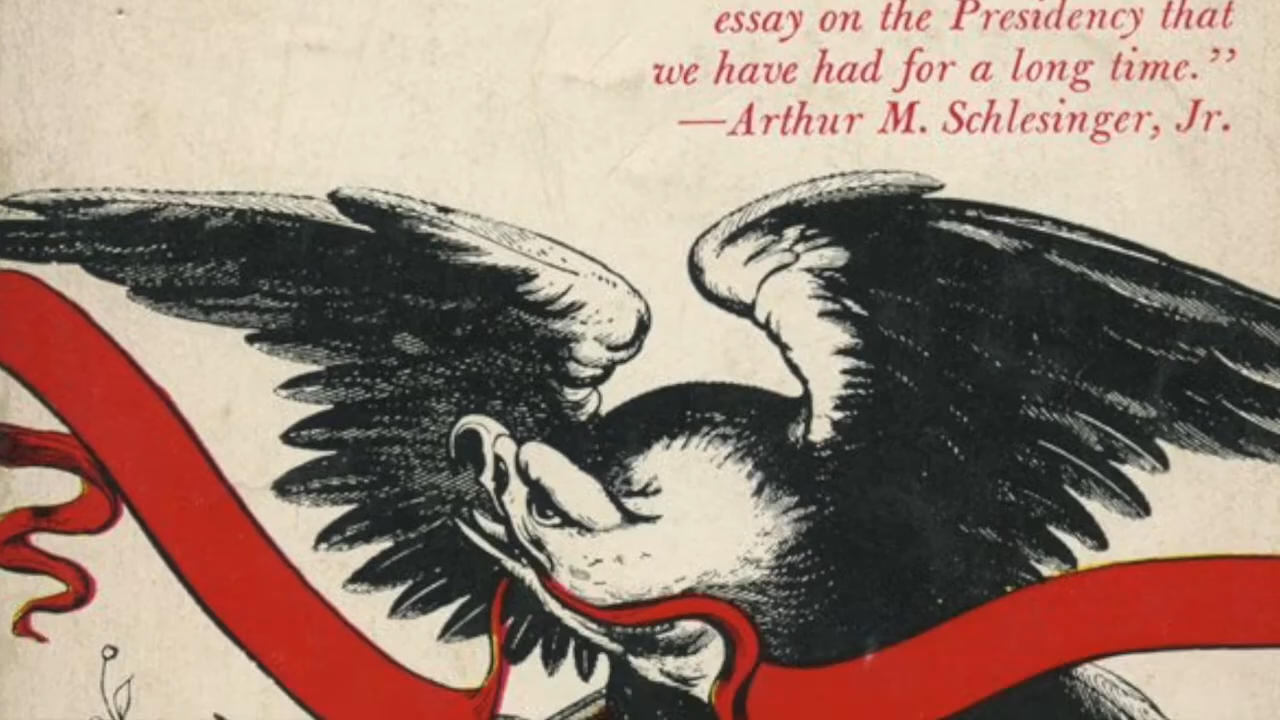 essay on the Presidency that
we have had for a long time.”
—Arthur M. Schlesinger, Jr.